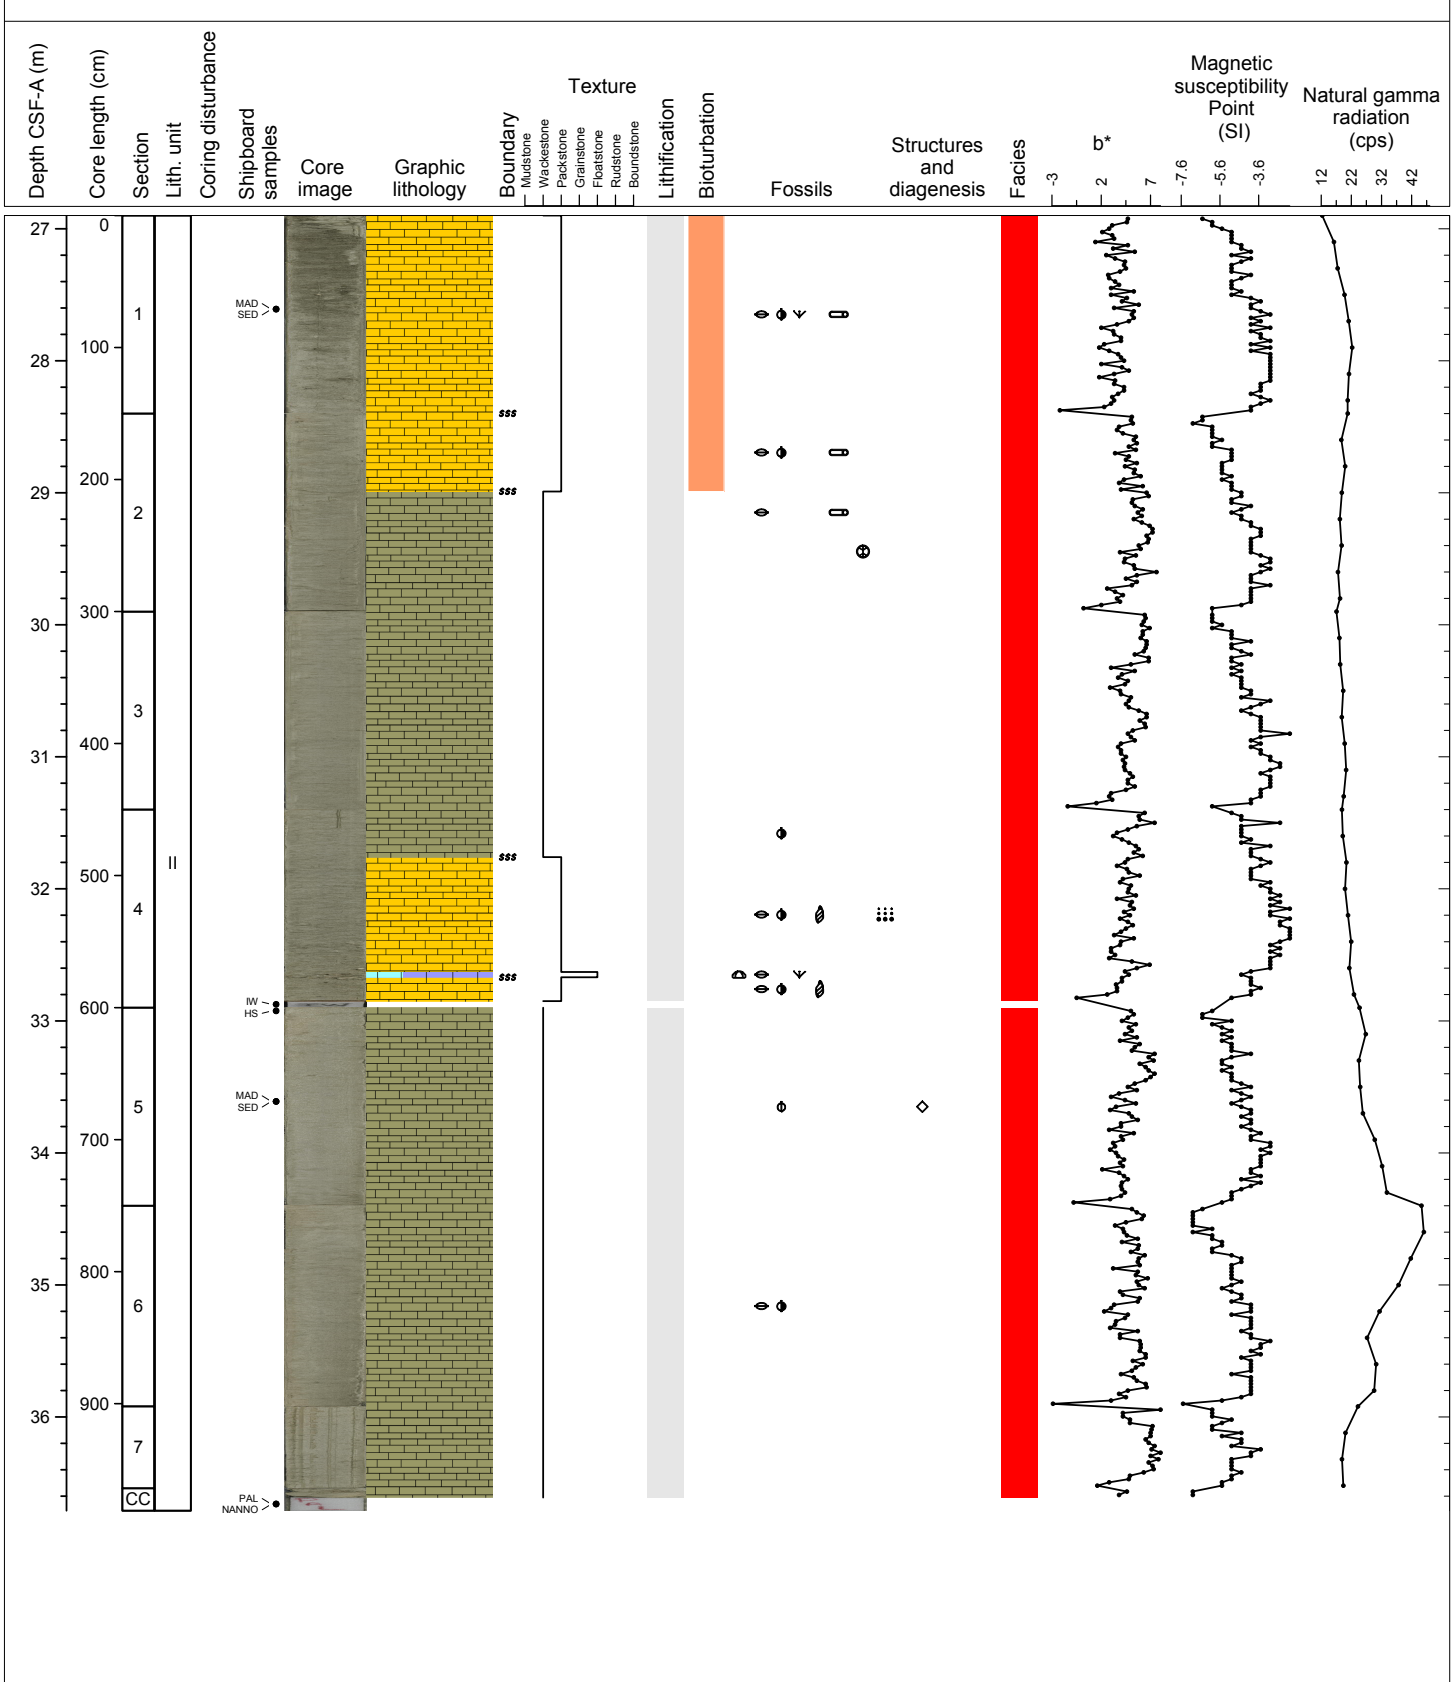 Depth CSF-A (m)
Core length (cm)
Section
Lith. unit
Coring disturbance
Shipboard
samples
Core
image
Graphic
lithology
Boundary
Texture
Mudstone
Wackestone
Packstone
Grainstone
Floatstone
Rudstone
Boundstone
Lithification
Bioturbation
Fossils
Structures
and
diagenesis
Facies
b*
-3
2
7
Magnetic
susceptibility
Point
(SI)
-7.6
-5.6
-3.6
Natural gamma
radiation
(cps)
12
22
32
42
27
28
29
30
31
32
33
34
35
36
0
100
200
300
400
500
600
700
800
900
1
2
3
4
5
6
7
CC
II
MAD
SED
IW
HS
MAD
SED
PAL
NANNO
sss
sss
sss
sss